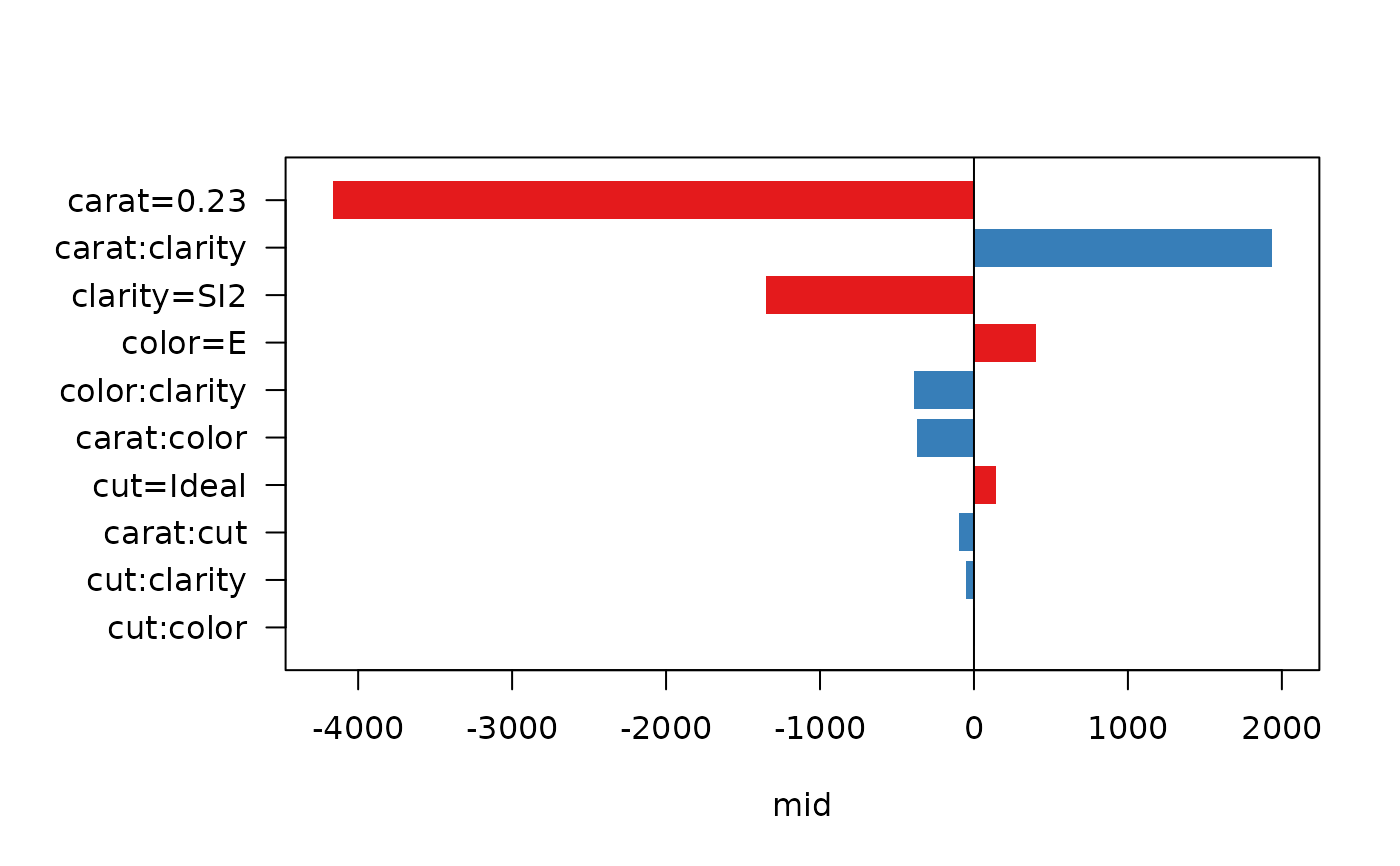 carat=0.23
carat:clarity
clarity=SI2
color=E
color:clarity
carat:color
cut=Ideal
carat:cut
cut:clarity
cut:color
-4000 -3000 -2000 -1000 0 1000 2000
mid